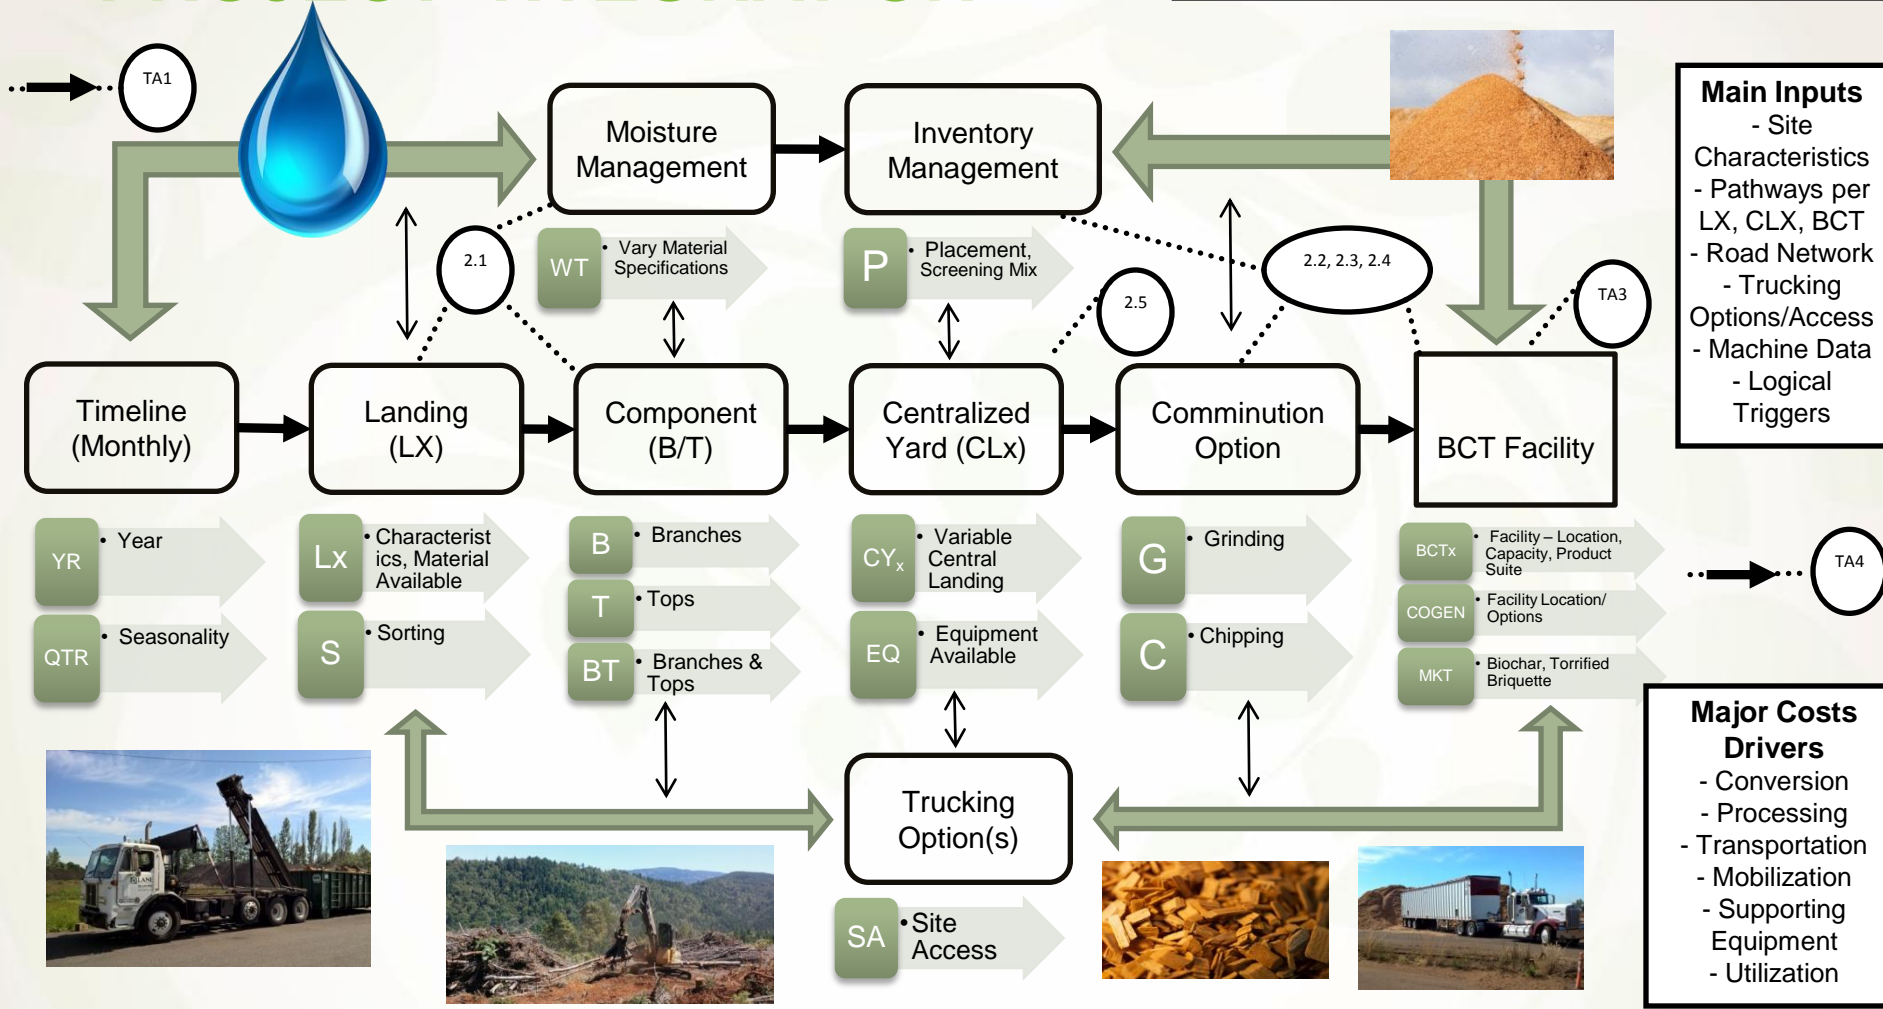 PROJECT INTEGRATION
TA1
Moisture
Management
Inventory
Management
Main Inputs
- Site
Characteristics
- Pathways per
LX, CLX, BCT
- Road Network
- Trucking
Options/Access
- Machine Data
- Logical
Triggers
2.1
WT
• Vary Material
Specifications
P
• Placement,
Screening Mix
2.2, 2.3, 2.4
2.5
TA3
Timeline
(Monthly)
Landing
(LX)
Component
(B/T)
Centralized
Yard (CLx)
Comminution
Option
BCT Facility
YR
• Year
QTR
• Seasonality
Lx
• Characterist
ics, Material
Available
S
• Sorting
B
• Branches
T
• Tops
BT
• Branches &
Tops
CYx
• Variable
Central
Landing
EQ
• Equipment
Available
G
• Grinding
C
• Chipping
BCTx
• Facility – Location,
Capacity, Product
Suite
COGEN
• Facility Location/
Options
MKT
• Biochar, Torrified
Briquette
TA4
Trucking
Option(s)
SA
• Site
Access
Major Costs
Drivers
- Conversion
- Processing
- Transportation
- Mobilization
- Supporting
Equipment
- Utilization